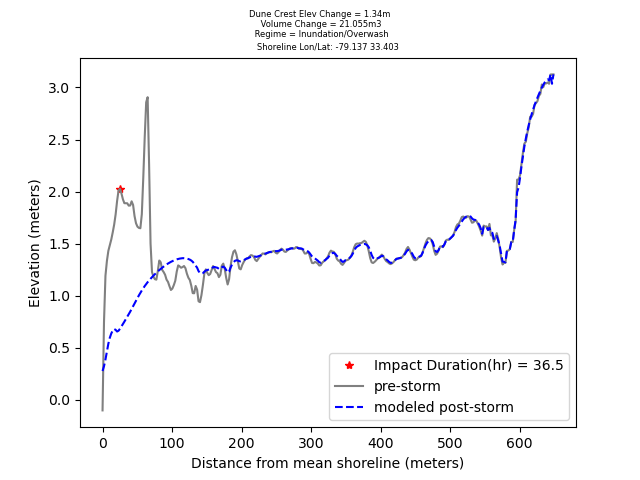 Dune Crest Elev Change = 1.34m
Volume Change = 21.055m3
Regime = Inundation/Overwash
Shoreline Lon/Lat: -79.137 33.403
3.0
2.5
2.0
1.5
1.0
0.5
0.0
Elevation (meters)
Impact Duration(hr) = 36.5
pre-storm
modeled post-storm
0 100 200 300 400 500 600
Distance from mean shoreline (meters)